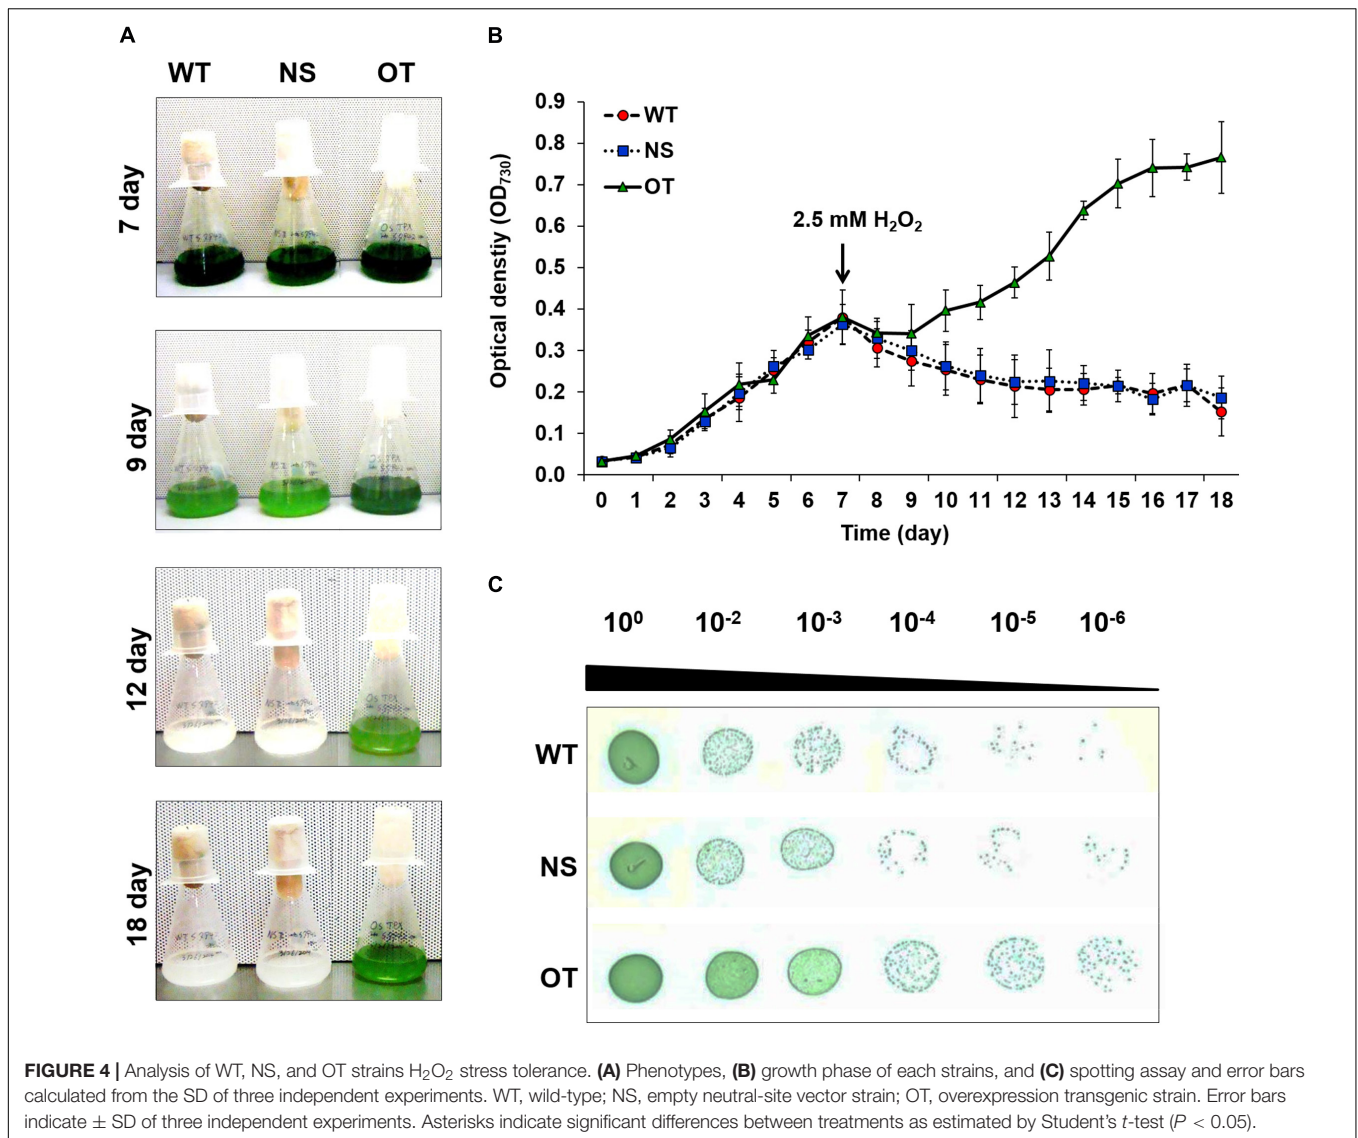 A
WT NS OT
7 day
9 day
12 day
18 day
B
Optical denstiy (OD730)
0.9
0.8
0.7
0.6
0.5
0.4
0.3
0.2
0.1
0.0
WT
NS
OT
2.5 mM H2O2
0 1 2 3 4 5 6 7 8 9 10 11 12 13 14 15 16 17 18
Time (day)
C
10⁰ 10⁻² 10⁻³ 10⁻⁴ 10⁻⁵ 10⁻⁶
WT
NS
OT
FIGURE 4 | Analysis of WT, NS, and OT strains H2O2 stress tolerance. (A) Phenotypes, (B) growth phase of each strains, and (C) spotting assay and error bars
calculated from the SD of three independent experiments. WT, wild-type; NS, empty neutral-site vector strain; OT, overexpression transgenic strain. Error bars
indicate ± SD of three independent experiments. Asterisks indicate significant differences between treatments as estimated by Student's t-test (P < 0.05).